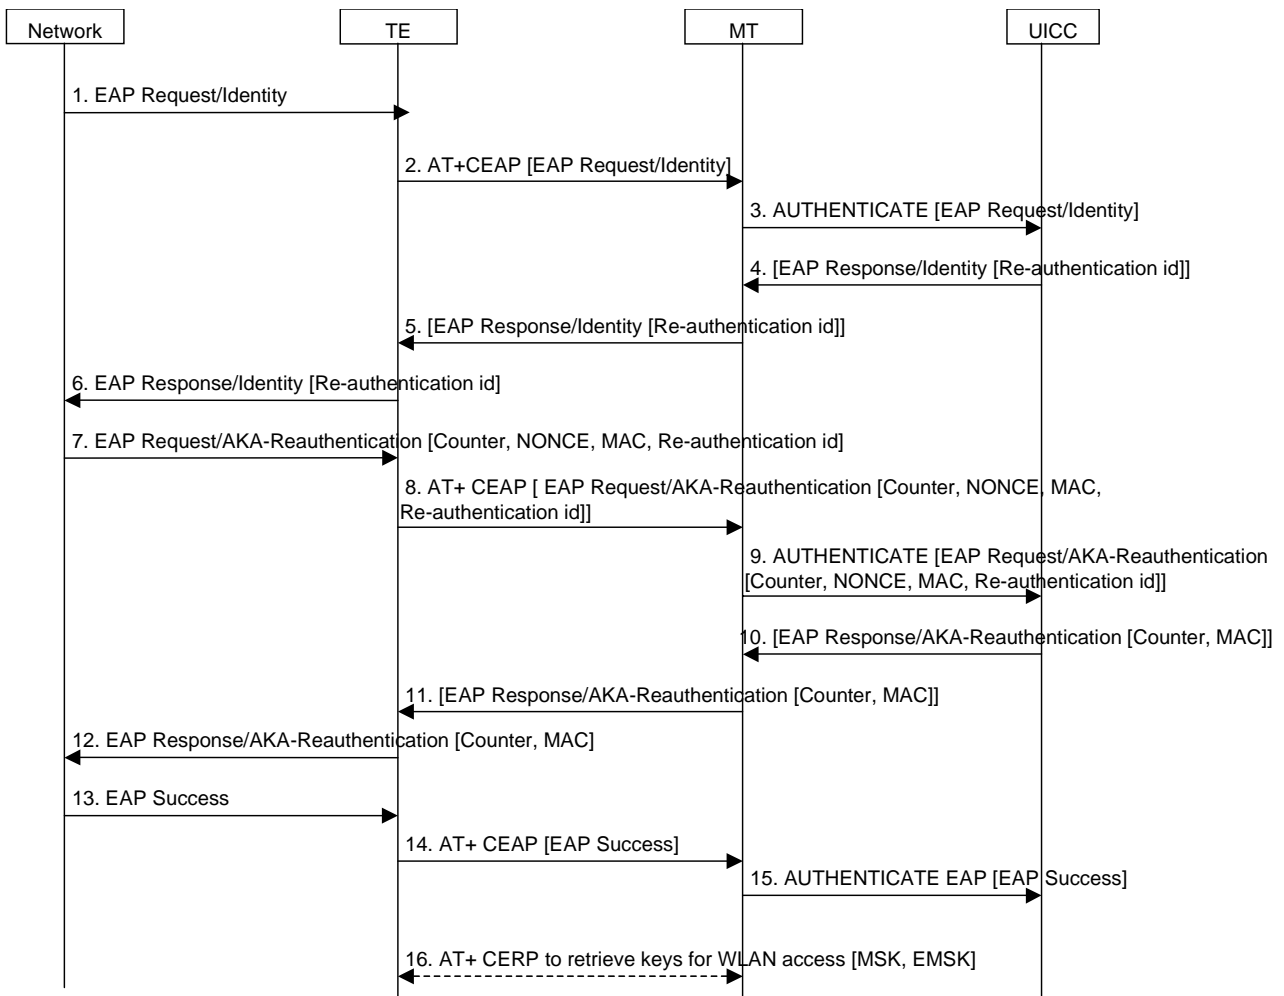 Network
TE
MT
UICC
1. EAP Request/Identity
2. AT+CEAP [EAP Request/Identity]
3. AUTHENTICATE [EAP Request/Identity]
4. [EAP Response/Identity [Re-authentication id]]
5. [EAP Response/Identity [Re-authentication id]]
6. EAP Response/Identity [Re-authentication id]
7. EAP Request/AKA-Reauthentication [Counter, NONCE, MAC, Re-authentication id]
8. AT+ CEAP [ EAP Request/AKA-Reauthentication [Counter, NONCE, MAC,
Re-authentication id]]
9. AUTHENTICATE [EAP Request/AKA-Reauthentication
[Counter, NONCE, MAC, Re-authentication id]]
10. [EAP Response/AKA-Reauthentication [Counter, MAC]]
11. [EAP Response/AKA-Reauthentication [Counter, MAC]]
12. EAP Response/AKA-Reauthentication [Counter, MAC]
13. EAP Success
14. AT+ CEAP [EAP Success]
15. AUTHENTICATE EAP [EAP Success]
16. AT+ CERP to retrieve keys for WLAN access [MSK, EMSK]